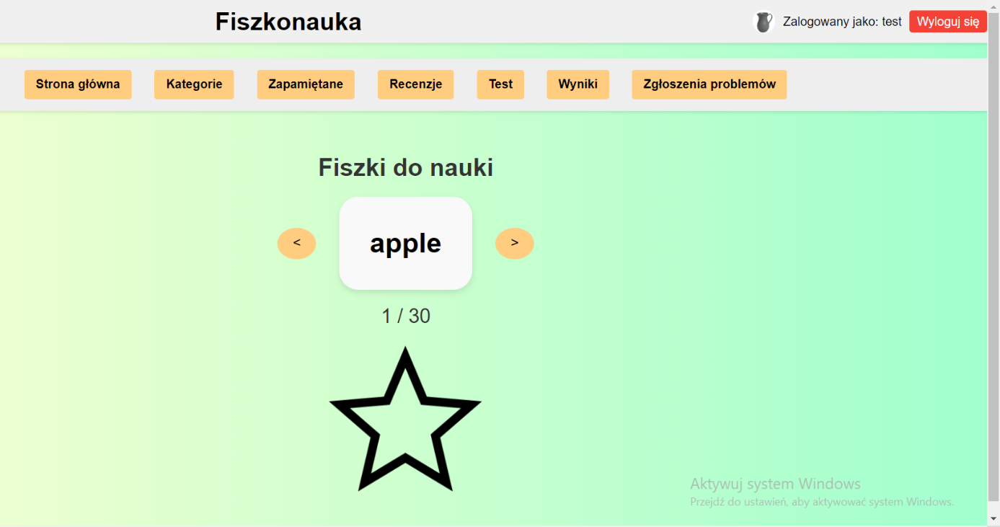 Fiszkonauka
Zalogowany jako: test
Wyloguj się
Strona główna
Kategorie
Zapamiętane
Recenzje
Test
Wyniki
Zgłoszenia problemów
Fiszki do nauki
<
apple
>
1 / 30
Aktywuj system Windows
Przejdź do ustawień, aby aktywować system Windows.